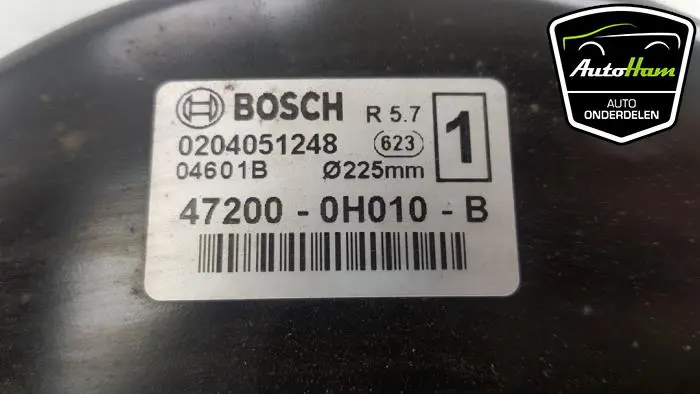 BOSCH R 5.7 1
0204051248 623
04601B Ø225mm
47200 - 0H010 - B
AutoHam
AUTO
ONDERDELEN